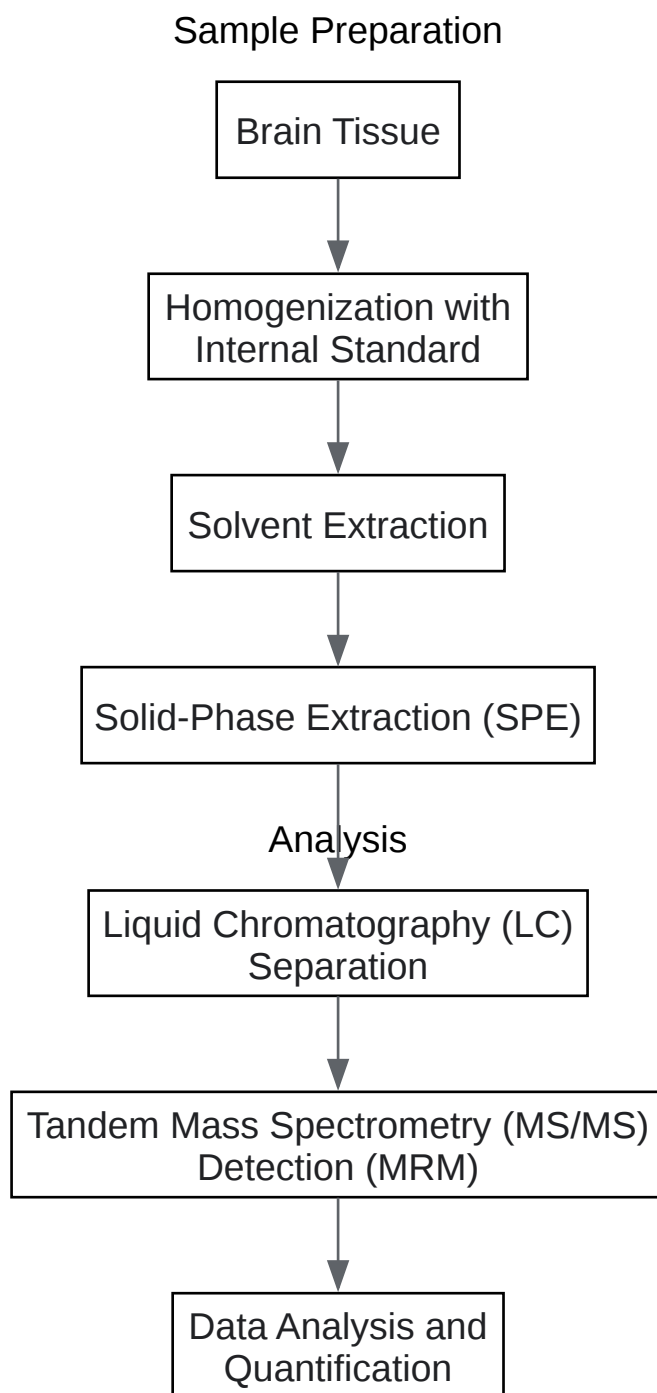 Sample Preparation
Brain Tissue
Homogenization with
Internal Standard
Solvent Extraction
Solid-Phase Extraction (SPE)
Analysis
Liquid Chromatography (LC)
Separation
Tandem Mass Spectrometry (MS/MS)
Detection (MRM)
Data Analysis and
Quantification